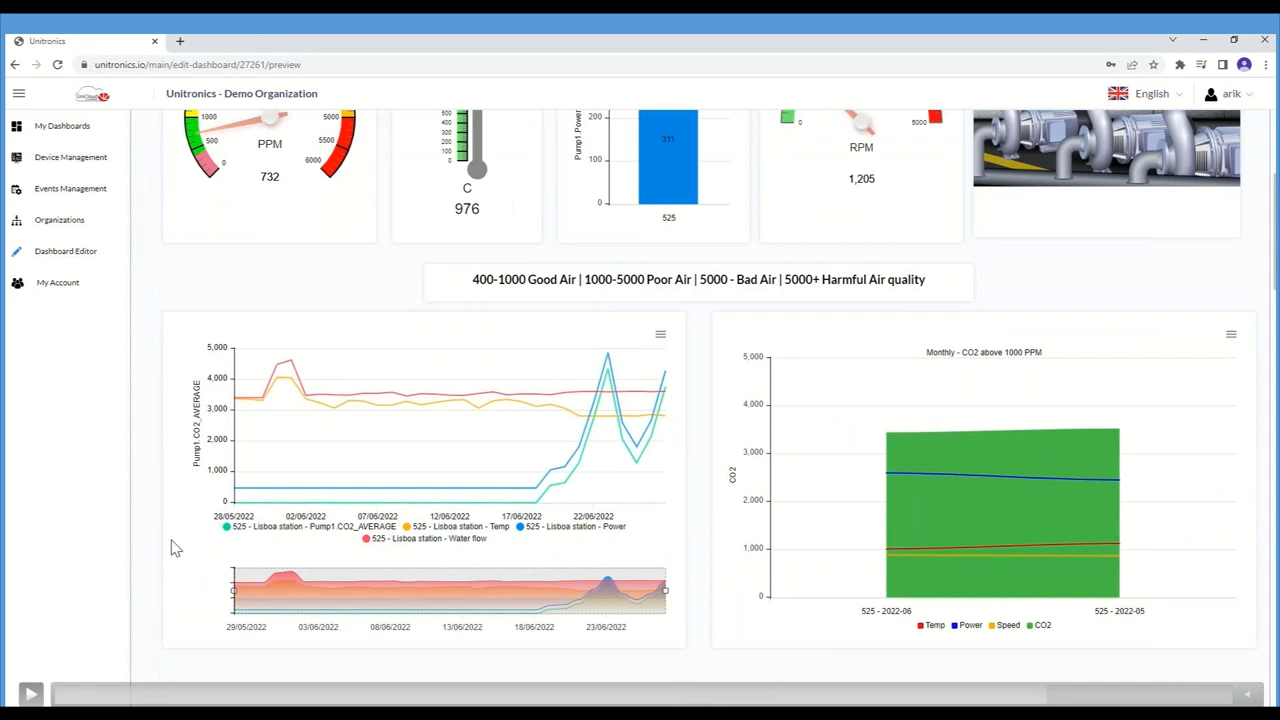 Unitronics
unitronics.io/main/edit-dashboard/27261/preview
UniCloud
Unitronics - Demo Organization
English
arik
My Dashboards
Device Management
Events Management
Organizations
Dashboard Editor
My Account
1000
500
0
5000
6000
PPM
732
500
400
300
200
100
0
C
976
Pump1.Power
200
100
0
311
525
0
5000
RPM
1,205
400-1000 Good Air | 1000-5000 Poor Air | 5000 - Bad Air | 5000+ Harmful Air quality
Pump1.CO2_AVERAGE
5,000
4,000
3,000
2,000
1,000
0
28/05/2022 02/06/2022 07/06/2022 12/06/2022 17/06/2022 22/06/2022
525 - Lisboa station - Pump1.CO2_AVERAGE 525 - Lisboa station - Temp 525 - Lisboa station - Power
525 - Lisboa station - Water flow
29/05/2022 03/06/2022 08/06/2022 13/06/2022 18/06/2022 23/06/2022
Monthly - CO2 above 1000 PPM
CO2
5,000
4,000
3,000
2,000
1,000
0
525 - 2022-06 525 - 2022-05
Temp Power Speed CO2